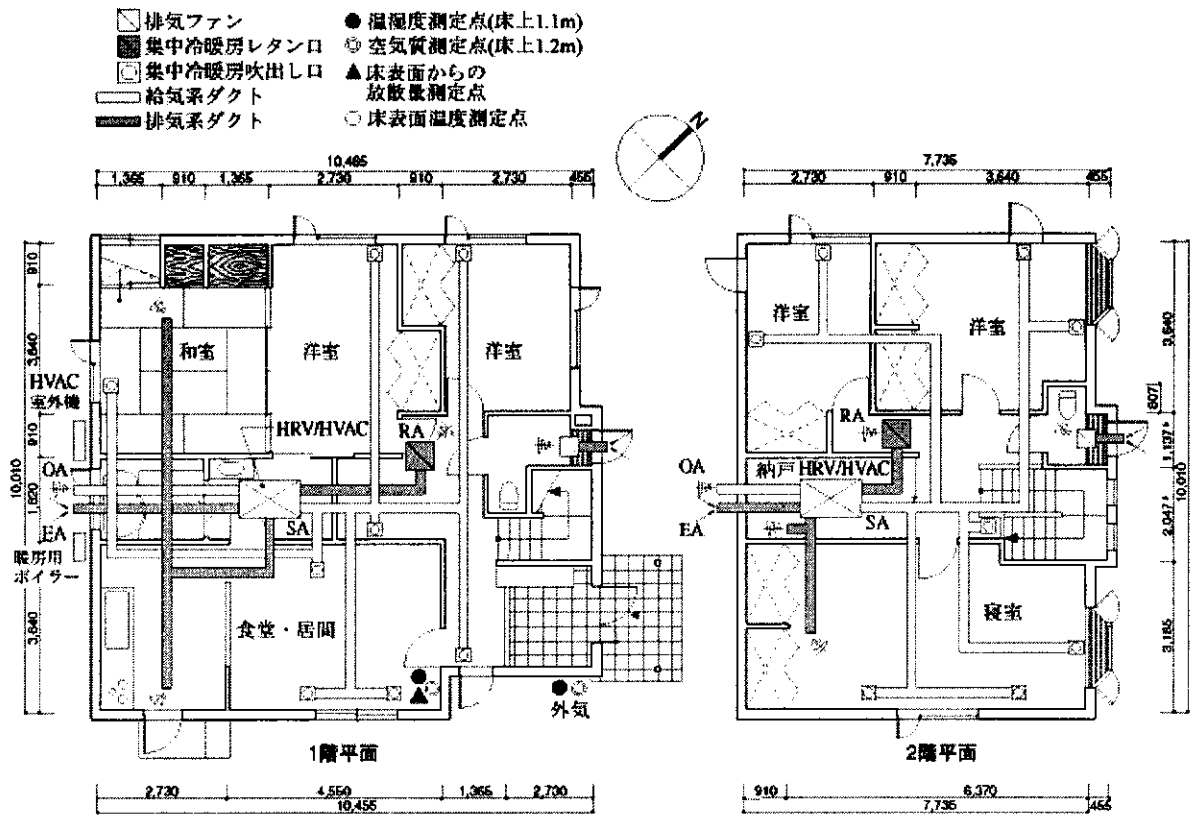 排気ファン
集中冷暖房レタン口
集中冷暖房吹出し口
給気系ダクト
排気系ダクト
温湿度測定点(床上1.1m)
空気質測定点(床上1.2m)
床表面からの
放散量測定点
床表面温度測定点
N
10,465
1,365 910 1,365 2,730 910 2,730 455
910
3,640
910
1,820
3,640
10,010
和室
洋室
洋室
HVAC
室外機
HRV/HVAC
RA
OA
EA
SA
暖房用
ボイラー
食堂・居間
外気
1階平面
2,730 4,550 1,365 2,730
10,455
7,735
2,730 910 3,640 455
洋室
洋室
RA
OA
納戸 HRV/HVAC
EA
SA
寝室
3,640
607
1,137.5
2,047.5
3,185
10,010
2階平面
910 6,370
7,735 455